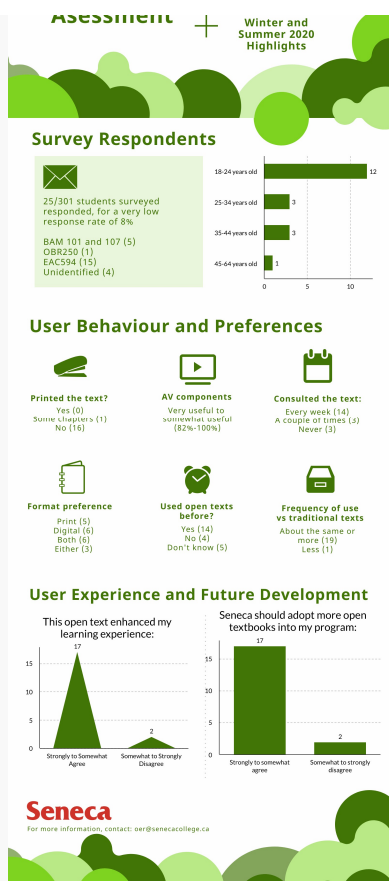 Asessment
Winter and
Summer 2020
Highlights
Survey Respondents
25/301 students surveyed
responded, for a very low
response rate of 8%
BAM 101 and 107 (5)
OBR250 (1)
EAC594 (15)
Unidentified (4)
18-24 years old
12
25-34 years old
3
35-44 years old
3
45-64 years old
1
0 5 10
User Behaviour and Preferences
Printed the text?
Yes (0)
Some chapters (1)
No (16)
AV components
Very useful to
somewhat useful
(82%-100%)
Consulted the text:
Every week (14)
A couple of times (3)
Never (3)
Format preference
Print (5)
Digital (6)
Both (6)
Either (3)
Used open texts
before?
Yes (14)
No (4)
Don't know (5)
Frequency of use
vs traditional texts
About the same or
more (19)
Less (1)
User Experience and Future Development
This open text enhanced my
learning experience:
17
15
10
5
2
0
Strongly to Somewhat
Agree
Somewhat to Strongly
Disagree
Seneca should adopt more open
textbooks into my program:
17
15
10
5
2
0
Strongly to somewhat
agree
Somewhat to strongly
disagree
Seneca
For more information, contact: oer@senecacollege.ca